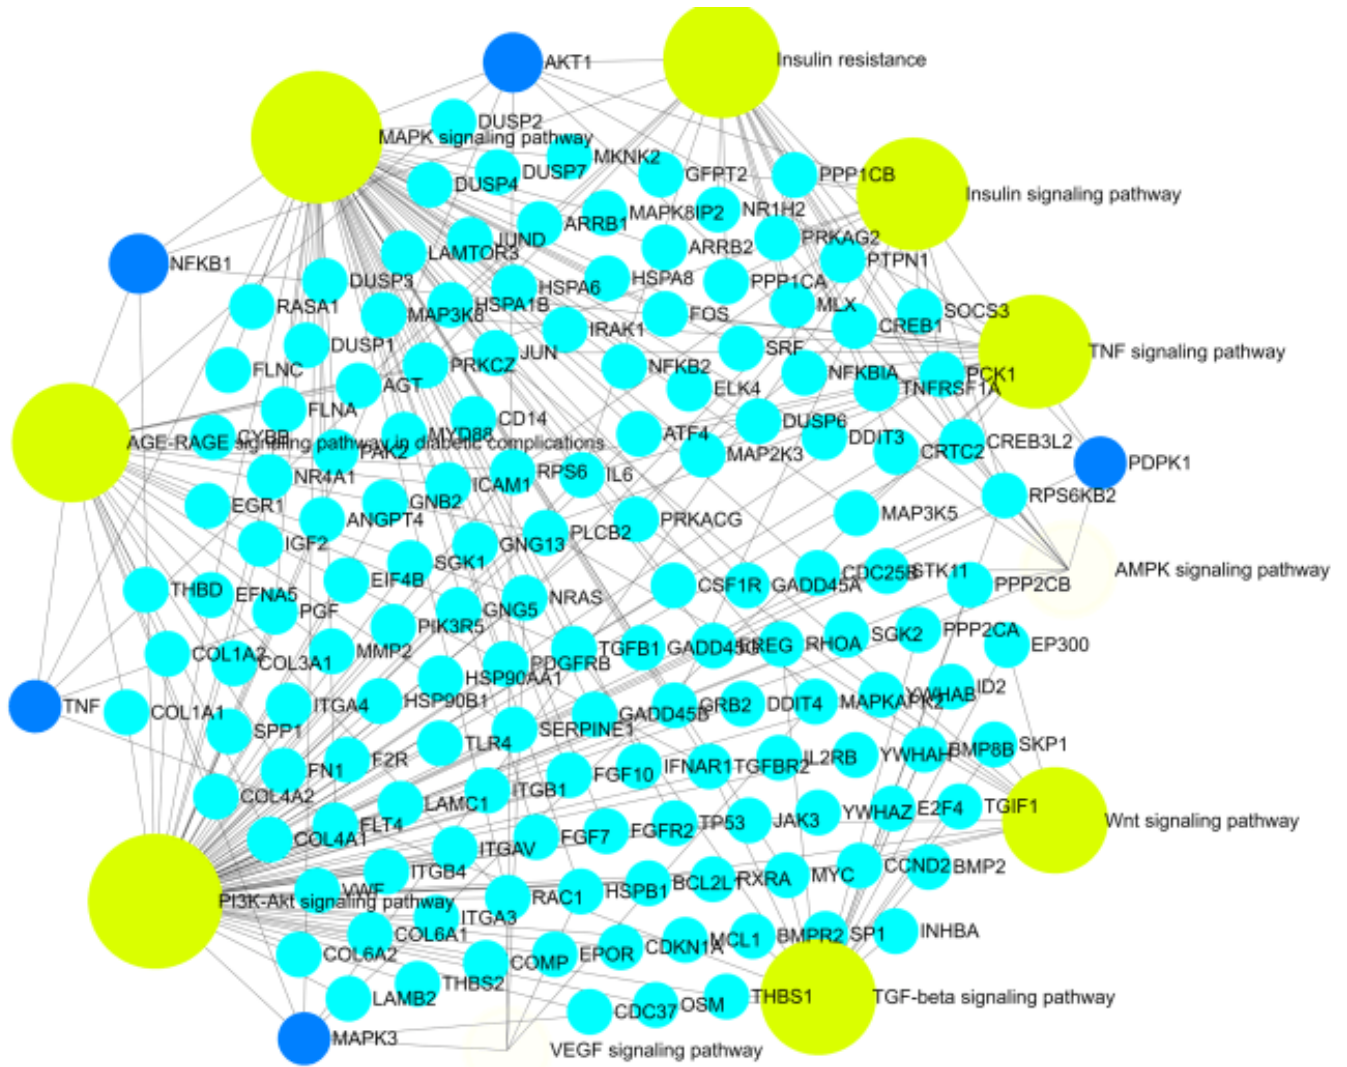 Insulin resistance
AKT1
DUSP2
MAPK signaling pathway
MKNK2
DUSP7
GFPT2
PPP1CB
DUSP4
Insulin signaling pathway
MAPK8IP2
NR1H2
ARRB1
JUND
PRKAG2
ARRB2
LAMTOR3
PTPN1
NFKB1
HSPA8
PPP1CA
DUSP3
HSPA6
RASA1
HSPA1B
MLX
SOCS3
MAP3K8
FOS
CREB1
IRAK1
DUSP1
SRF
JUN
TNF signaling pathway
PRKCZ
NFKB2
FLNC
NFKBIA
PCK1
AGT
ELK4
TNFRSF1A
FLNA
CD14
DUSP6
CYBB
MYD88
ATF4
DDIT3
CREB3L2
AGE-RAGE signaling pathway in diabetic complications
PAK2
MAP2K3
CRTC2
PDPK1
NR4A1
RPS6
IL6
ICAM1
RPS6KB2
EGR1
GNB2
MAP3K5
ANGPT4
PRKACG
PLCB2
IGF2
GNG13
SGK1
AMPK signaling pathway
STK11
EIF4B
CDC25B
CSF1R
GADD45A
PPP2CB
THBD
EFNA5
NRAS
PGF
GNG5
PIK3R5
PPP2CA
SGK2
RHOA
EREG
EP300
TGFB1
GADD45G
COL1A2
MMP2
COL3A1
PDGFRB
HSP90AA1
ID2
YWHAB
HSP90B1
MAPKAPK2
DDIT4
GRB2
TNF
ITGA4
COL1A1
GADD45B
SPP1
SERPINE1
TLR4
SKP1
BMP8B
YWHAH
IL2RB
F2R
TGFBR2
IFNAR1
FN1
FGF10
ITGB1
COL4A2
LAMC1
TGIF1
E2F4
YWHAZ
JAK3
TP53
Wnt signaling pathway
FGFR2
FLT4
FGF7
COL4A1
ITGAV
CCND2
BMP2
ITGB4
MYC
RXRA
BCL2L1
HSPB1
VWF
RAC1
PI3K-Akt signaling pathway
ITGA3
INHBA
SP1
BMPR2
COL6A1
MCL1
CDKN1A
EPOR
COL6A2
COMP
THBS2
THBS1
TGF-beta signaling pathway
LAMB2
OSM
CDC37
MAPK3
VEGF signaling pathway